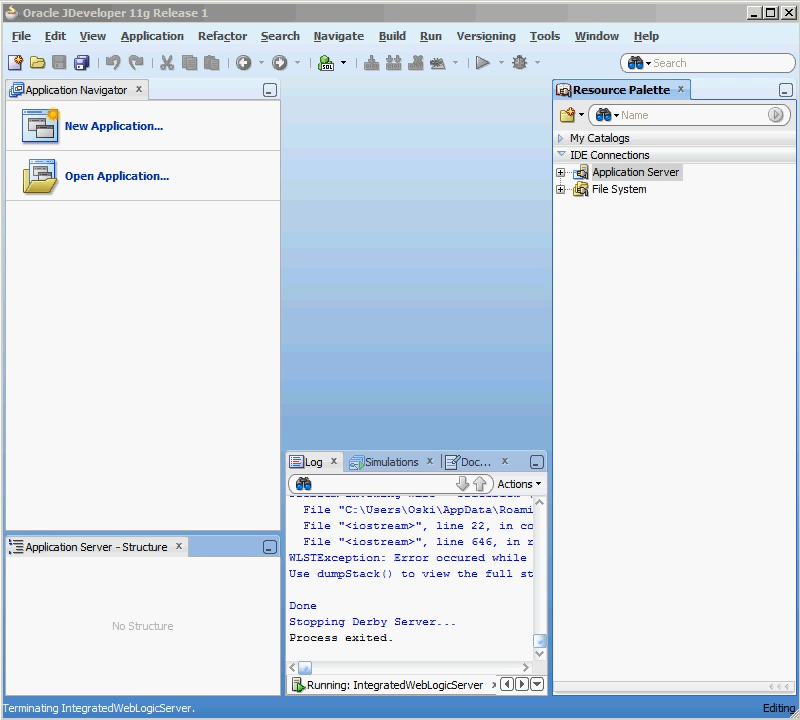 Oracle JDeveloper 11g Release 1
File Edit View Application Refactor Search Navigate Build Run Versioning Tools Window Help
SQL Search
Application Navigator x
New Application...
Open Application...
Resource Palette x
Name
My Catalogs
IDE Connections
Application Server
File System
Log x Simulations x Doc... x
Actions
File "C:\Users\Oski\AppData\Roami
File "<iostream>", line 22, in co
File "<iostream>", line 646, in r
WLSTException: Error occured while
Use dumpStack() to view the full st
Done
Stopping Derby Server...
Process exited.
Running: IntegratedWebLogicServer x
Application Server - Structure x
No Structure
Terminating IntegratedWebLogicServer.
Editing